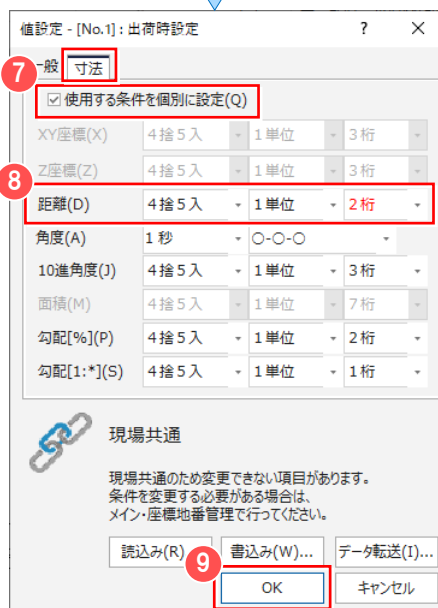 値設定 - [No.1] : 出荷時設定 ? ×
7 一般 寸法
使用する条件を個別に設定(Q)
XY座標(X) 4捨5入 1単位 3桁
Z座標(Z) 4捨5入 1単位 3桁
8
距離(D) 4捨5入 1単位 2桁
角度(A) 1秒 ○-○-○
10進角度(J) 4捨5入 1単位 3桁
面積(M) 4捨5入 1単位 7桁
勾配[%](P) 4捨5入 1単位 2桁
勾配[1:*](S) 4捨5入 1単位 1桁
現場共通
現場共通のため変更できない項目があります。
条件を変更する必要がある場合は、
メイン・座標地番管理で行ってください。
読込み(R)... 書込み(W)... データ転送(I)...
9 OK キャンセル